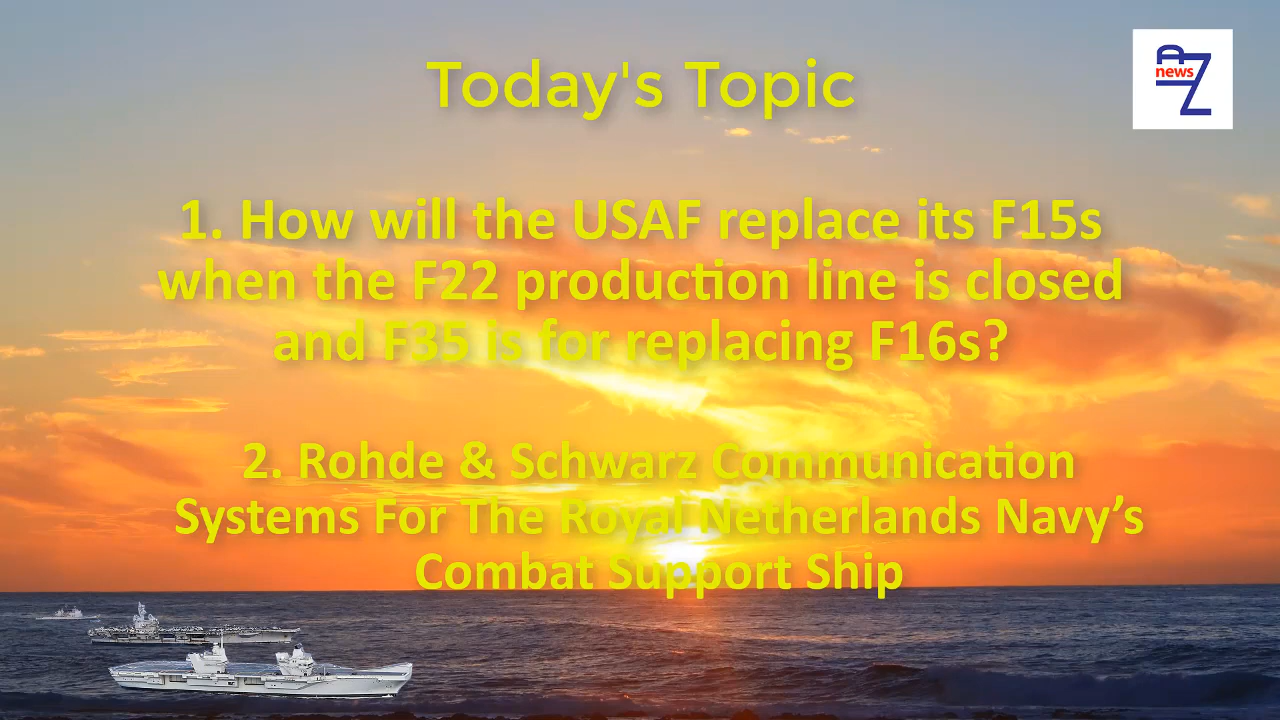 Today's Topic
A
news
Z
1. How will the USAF replace its F15s
when the F22 production line is closed
and F35 is for replacing F16s?
2. Rohde & Schwarz Communication
Systems For The Royal Netherlands Navy’s
Combat Support Ship